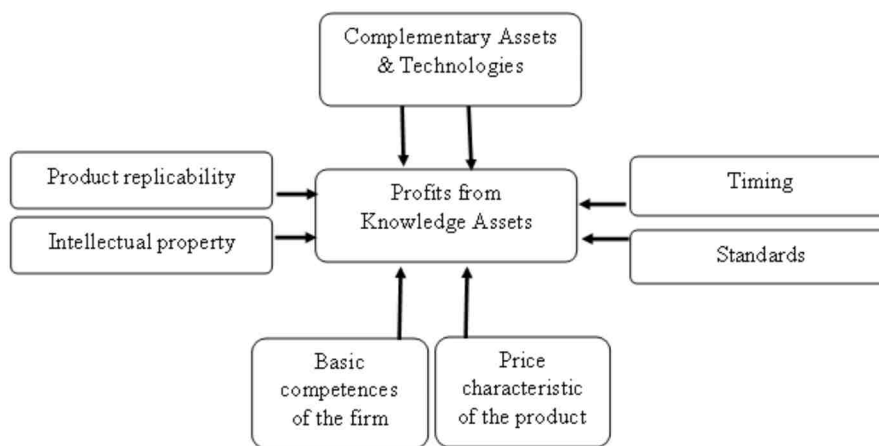 Complementary Assets
& Technologies
Product replicability
Intellectual property
Profits from
Knowledge Assets
Timing
Standards
Basic
competences
of the firm
Price
characteristic
of the product